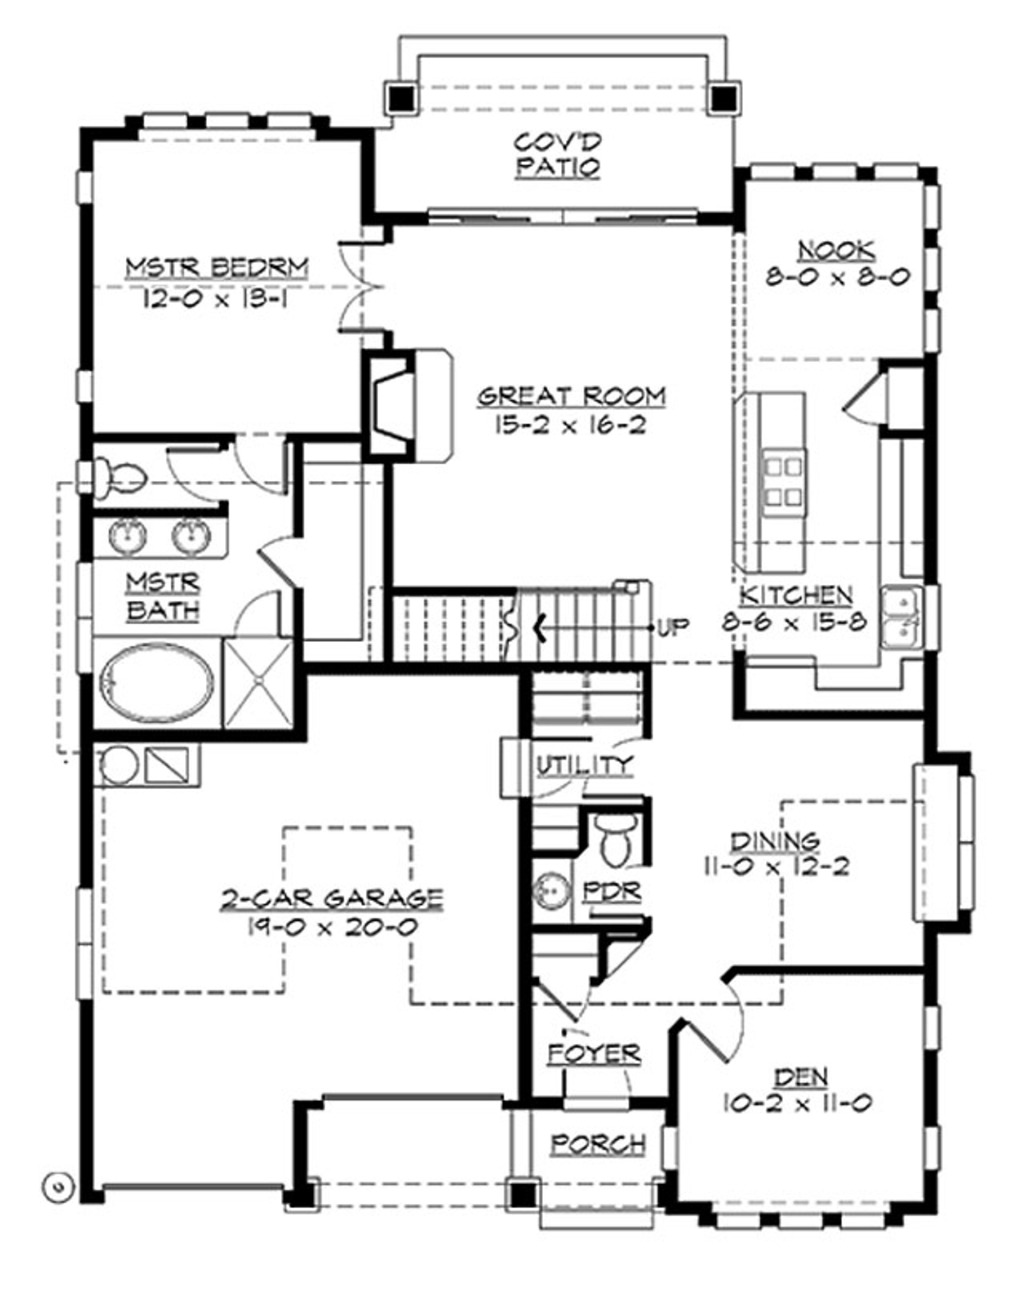 COV'D
PATIO
MSTR BEDRM
12-0 x 13-1
NOOK
8-0 x 8-0
GREAT ROOM
15-2 x 16-2
MSTR
BATH
KITCHEN
8-6 x 15-8
UP
UTILITY
DINING
11-0 x 12-2
PDR
2-CAR GARAGE
19-0 x 20-0
FOYER
DEN
10-2 x 11-0
PORCH